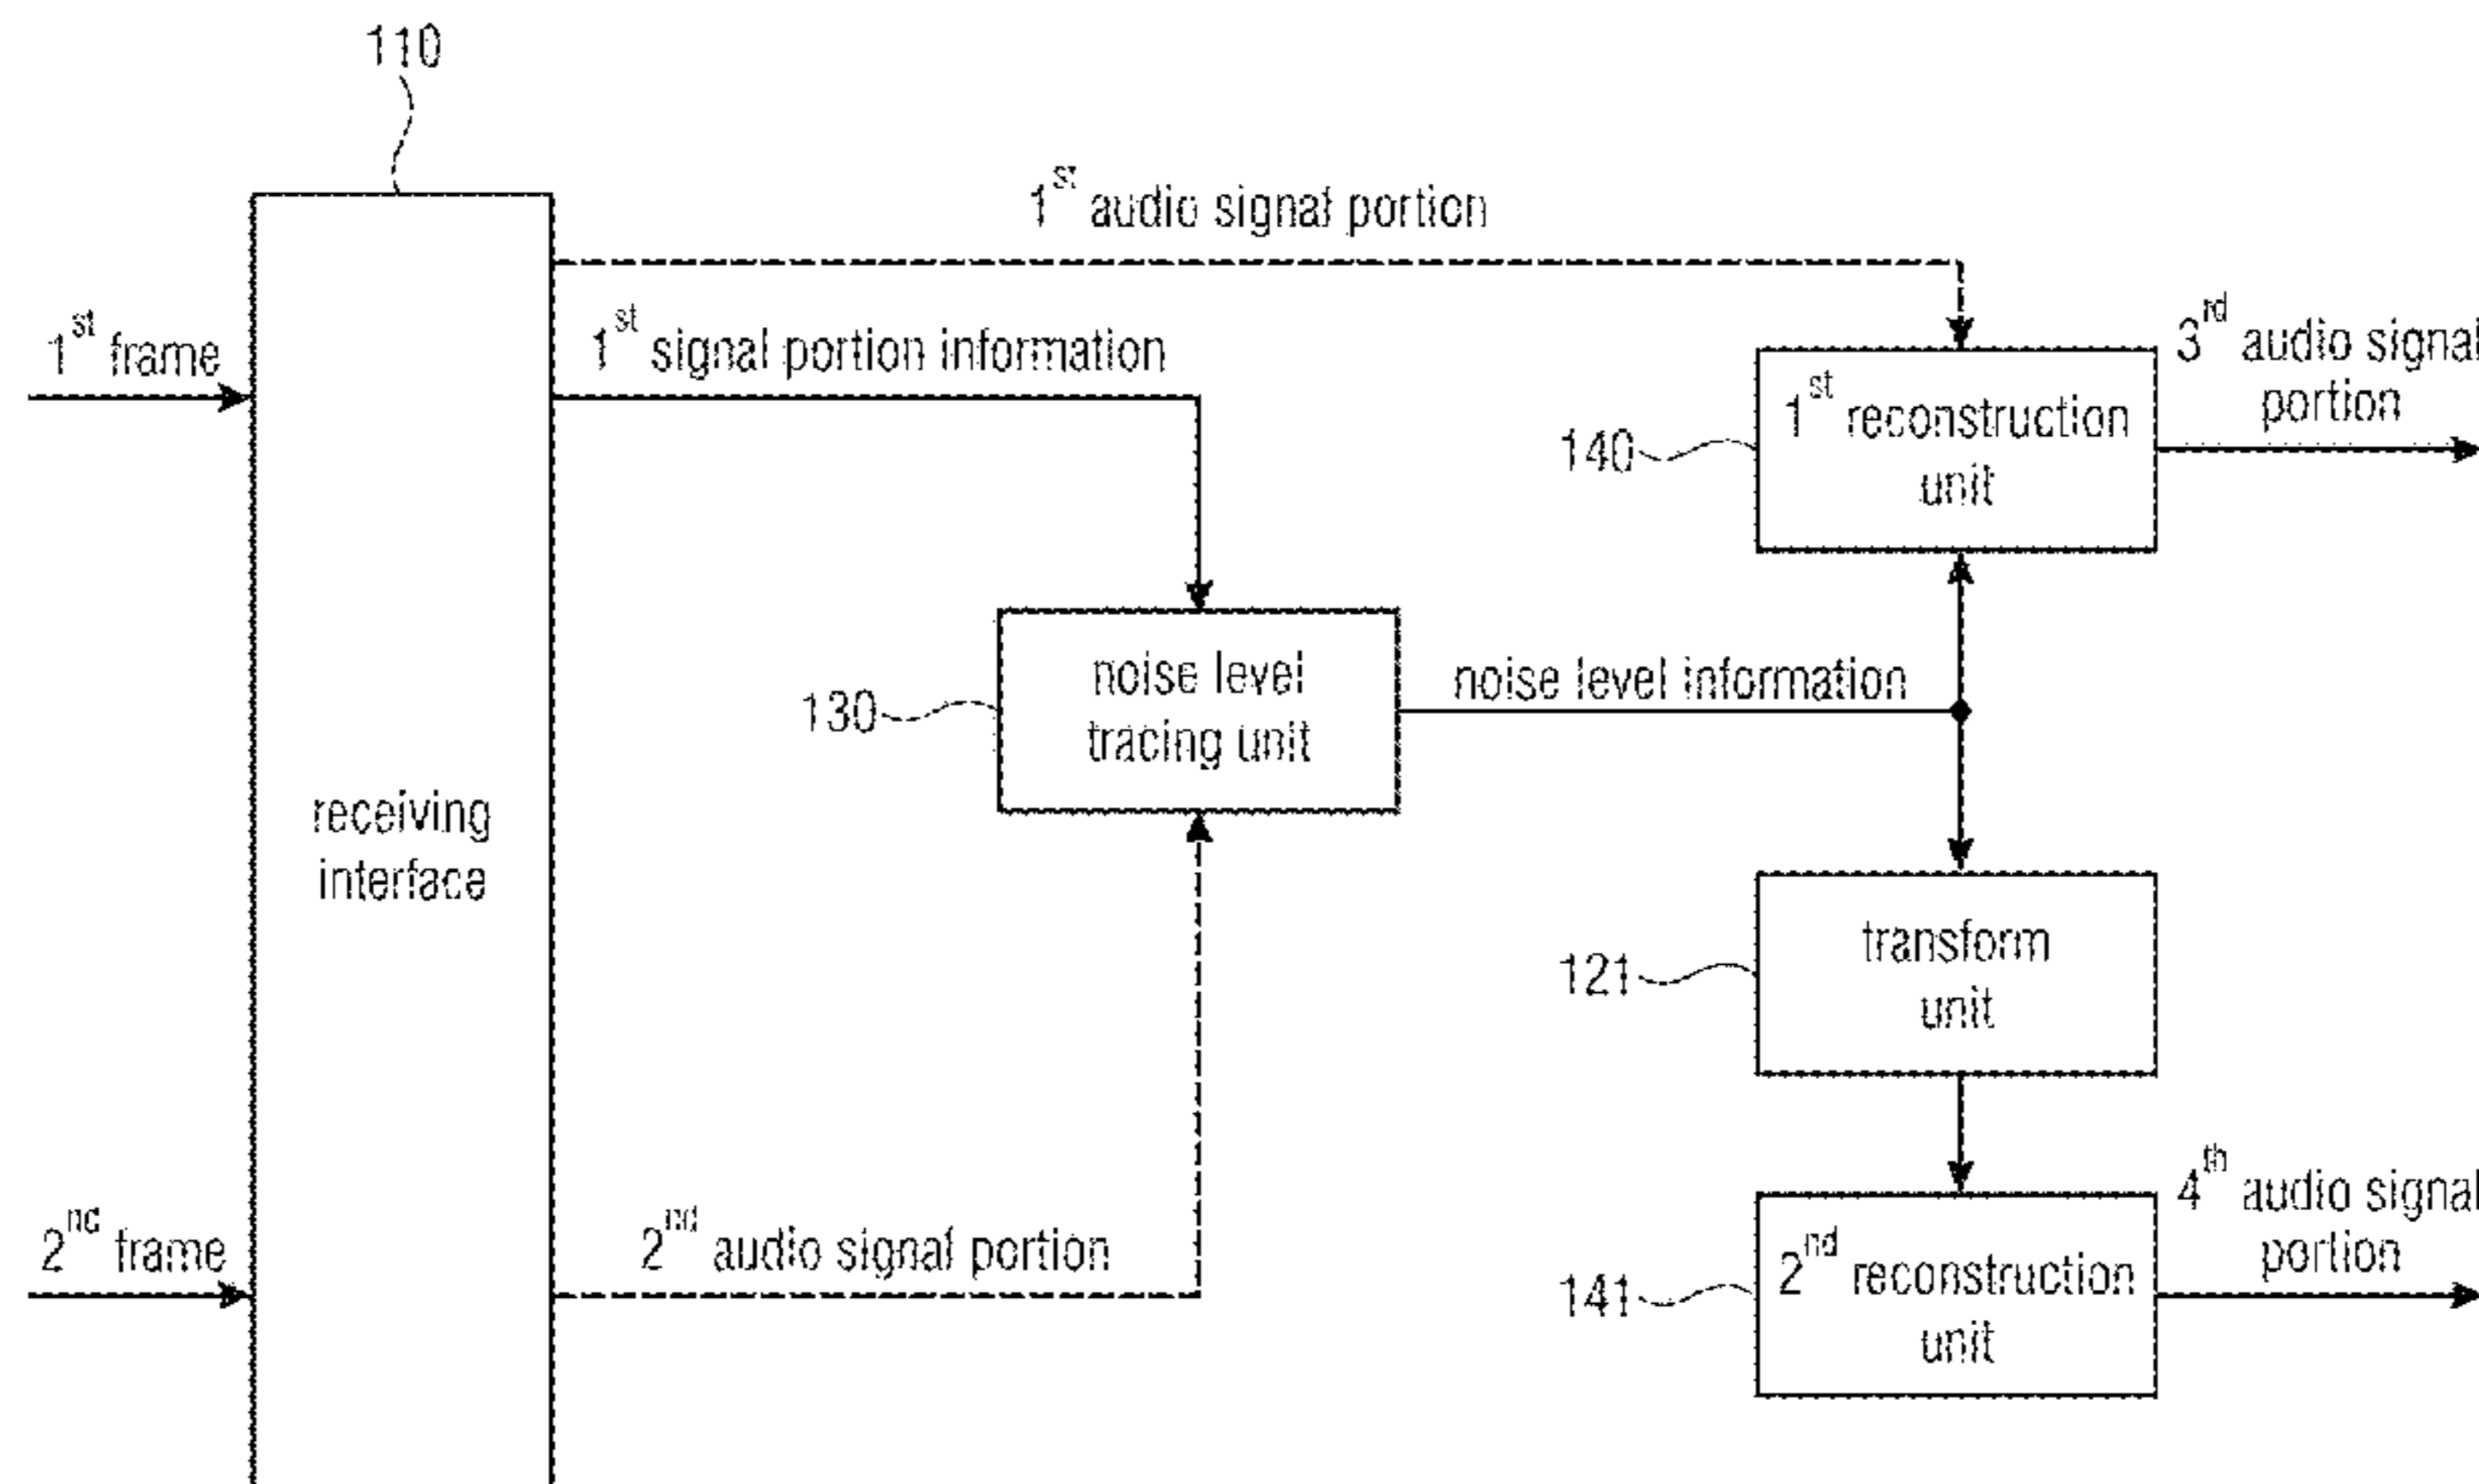 110
1st audio signal portion
1st frame
1st signal portion information
3rd audio signal
portion
1st reconstruction
unit
140
noise level
tracing unit
130
noise level information
receiving
interface
transform
unit
121
2nd frame
2nd audio signal portion
4th audio signal
portion
2nd reconstruction
unit
141